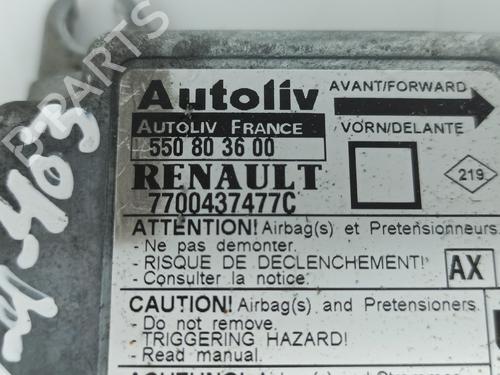 Autoliv
AVANT/FORWARD
AUTOLIV FRANCE
VORN/DELANTE
550 80 36 00
RENAULT
219
7700437477C
ATTENTION! Airbag(s) et Pretensionneurs
- Ne pas demonter.
- RISQUE DE DECLENCHEMENT!
- Consulter la notice.
AX
CAUTION! Airbag(s) and Pretensioners.
- Do not remove.
- TRIGGERING HAZARD!
- Read manual.
PARTS